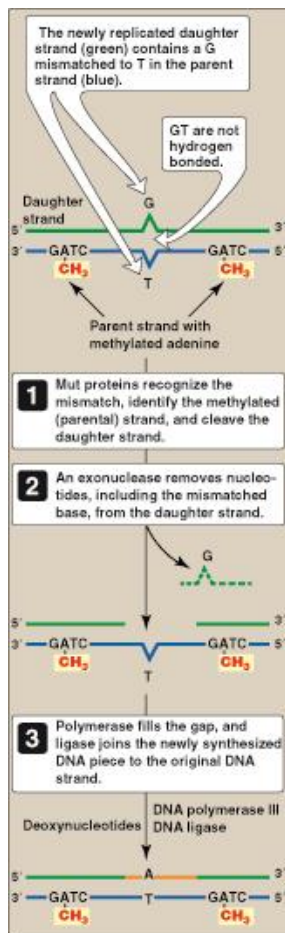 The newly replicated daughter
strand (green) contains a G
mismatched to T in the parent
strand (blue).
GT are not
hydrogen
bonded.
G
Daughter
strand
5´ 3´
3´ GATC GATC 5´
CH3 CH3
T
Parent strand with
methylated adenine
1 Mut proteins recognize the
mismatch, identify the methylated
(parental) strand, and cleave the
daughter strand.
2 An exonuclease removes nucleo-
tides, including the mismatched
base, from the daughter strand.
G
5´ 3´
3´ GATC GATC 5´
CH3 CH3
T
3 Polymerase fills the gap, and
ligase joins the newly synthesized
DNA piece to the original DNA
strand.
Deoxynucleotides
DNA polymerase III
DNA ligase
5´ A 3´
3´ GATC T GATC 5´
CH3 CH3